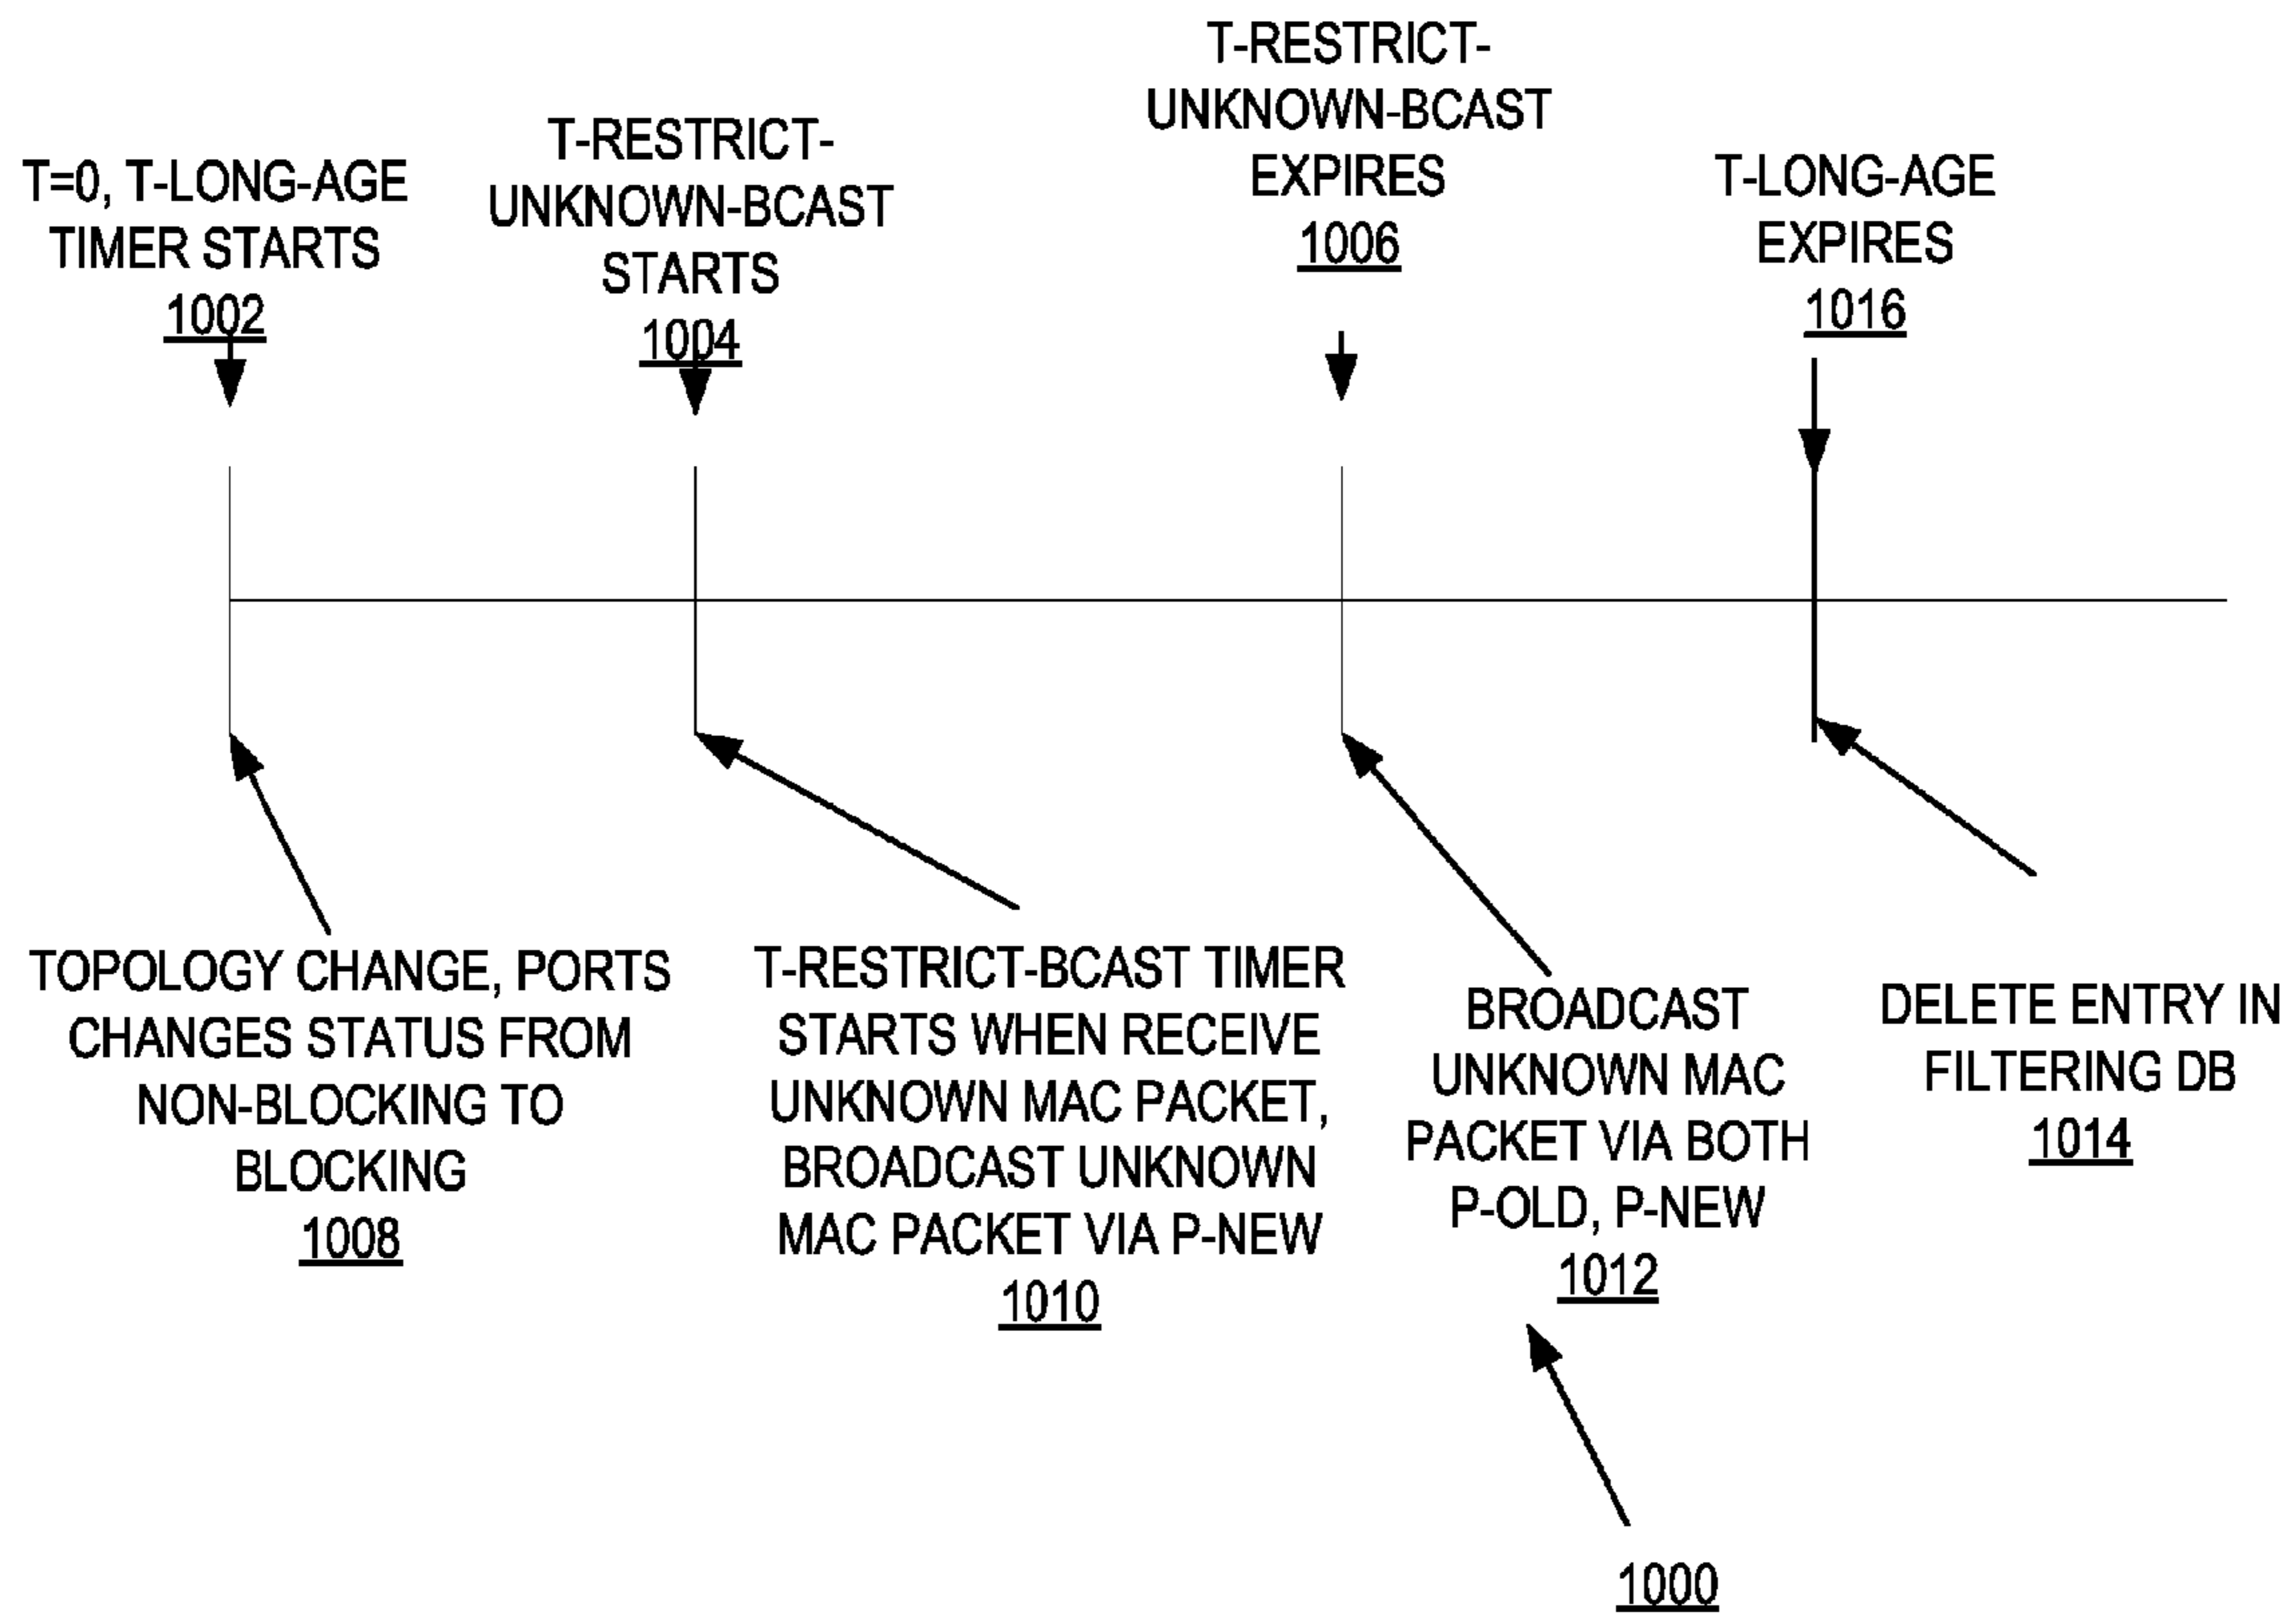 T=0, T-LONG-AGE
TIMER STARTS
1002
T-RESTRICT-
UNKNOWN-BCAST
STARTS
1004
T-RESTRICT-
UNKNOWN-BCAST
EXPIRES
1006
T-LONG-AGE
EXPIRES
1016
TOPOLOGY CHANGE, PORTS
CHANGES STATUS FROM
NON-BLOCKING TO
BLOCKING
1008
T-RESTRICT-BCAST TIMER
STARTS WHEN RECEIVE
UNKNOWN MAC PACKET,
BROADCAST UNKNOWN
MAC PACKET VIA P-NEW
1010
BROADCAST
UNKNOWN MAC
PACKET VIA BOTH
P-OLD, P-NEW
1012
DELETE ENTRY IN
FILTERING DB
1014
1000